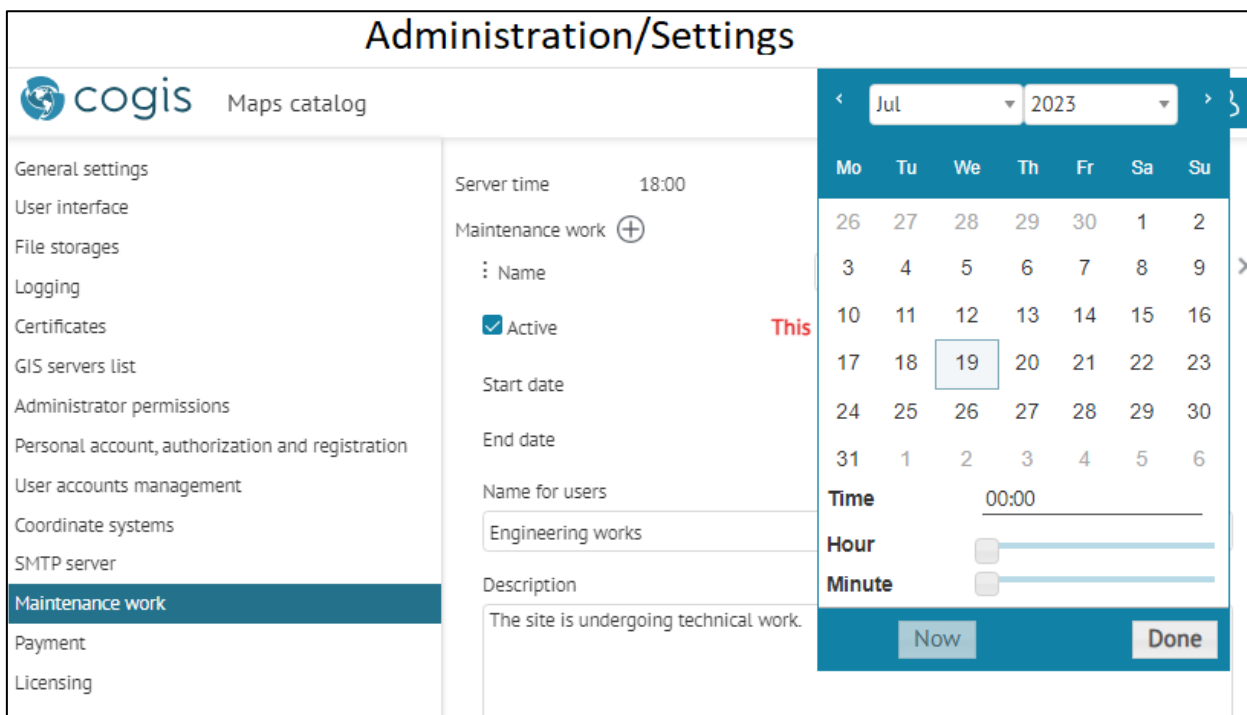 Administration/Settings
cogis Maps catalog
General settings
User interface
File storages
Logging
Certificates
GIS servers list
Administrator permissions
Personal account, authorization and registration
User accounts management
Coordinate systems
SMTP server
Maintenance work
Payment
Licensing
Server time 18:00
Maintenance work
Name
Active This
Start date
End date
Name for users
Engineering works
Description
The site is undergoing technical work.
Jul 2023
Mo Tu We Th Fr Sa Su
26 27 28 29 30 1 2
3 4 5 6 7 8 9
10 11 12 13 14 15 16
17 18 19 20 21 22 23
24 25 26 27 28 29 30
31 1 2 3 4 5 6
Time 00:00
Hour
Minute
Now Done